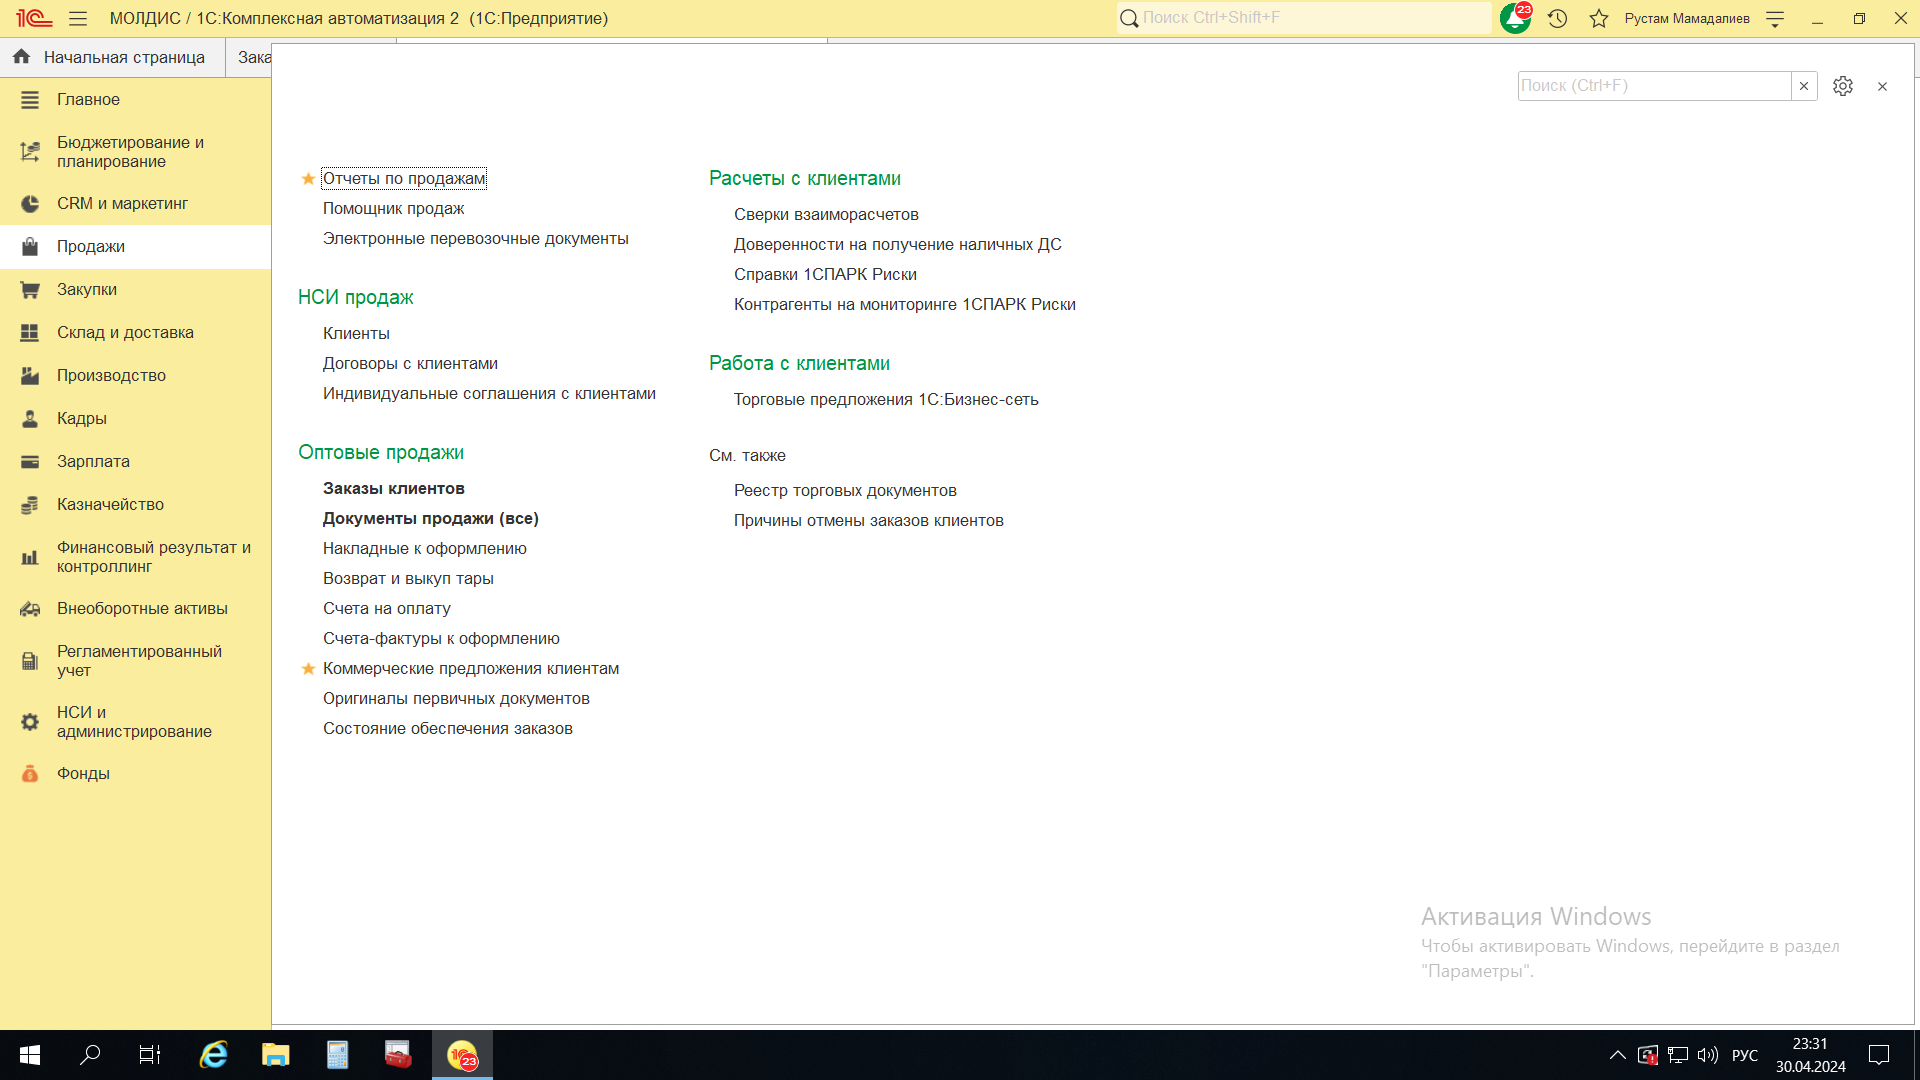 МОЛДИС / 1С:Комплексная автоматизация 2 (1С:Предприятие)
Поиск Ctrl+Shift+F
23
Рустам Мамадалиев
Начальная страница
Зака
Поиск (Ctrl+F)
Главное
Бюджетирование и
планирование
CRM и маркетинг
Продажи
Закупки
Склад и доставка
Производство
Кадры
Зарплата
Казначейство
Финансовый результат и
контроллинг
Внеоборотные активы
Регламентированный
учет
НСИ и
администрирование
Фонды
Отчеты по продажам
Помощник продаж
Электронные перевозочные документы
НСИ продаж
Клиенты
Договоры с клиентами
Индивидуальные соглашения с клиентами
Оптовые продажи
Заказы клиентов
Документы продажи (все)
Накладные к оформлению
Возврат и выкуп тары
Счета на оплату
Счета-фактуры к оформлению
Коммерческие предложения клиентам
Оригиналы первичных документов
Состояние обеспечения заказов
Расчеты с клиентами
Сверки взаиморасчетов
Доверенности на получение наличных ДС
Справки 1СПАРК Риски
Контрагенты на мониторинге 1СПАРК Риски
Работа с клиентами
Торговые предложения 1С:Бизнес-сеть
См. также
Реестр торговых документов
Причины отмены заказов клиентов
Активация Windows
Чтобы активировать Windows, перейдите в раздел
"Параметры".
23
РУС
23:31
30.04.2024